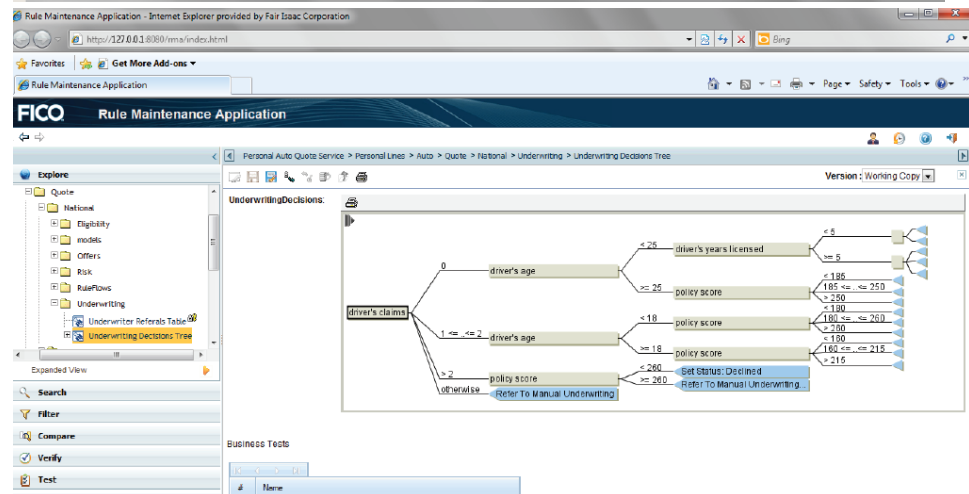 Rule Maintenance Application - Internet Explorer provided by Fair Isaac Corporation
http://127.0.0.1:8080/rma/index.html
Bing
Favorites
Get More Add-ons
Rule Maintenance Application
Page
Safety
Tools
FICO
Rule Maintenance Application
Personal Auto Quote Service > Personal Lines > Auto > Quote > National > Underwriting > Underwriting Decisions Tree
Explore
Version : Working Copy
Quote
National
Eligibility
models
Offers
Risk
RuleFlows
Underwriting
Underwriter Referals Table
Underwriting Decisions Tree
Expanded View
Search
Filter
Compare
Verify
Test
UnderwritingDecisions:
driver's claims
0
driver's age
< 25
driver's years licensed
< 5
>= 5
>= 25
policy score
< 185
185 <= ..<= 250
> 250
1 <= ..<= 2
driver's age
< 18
policy score
< 180
180 <= ..<= 260
> 260
>= 18
policy score
< 160
160 <= ..<= 215
> 215
> 2
policy score
< 260
Set Status: Declined
>= 260
Refer To Manual Underwriting...
otherwise
Refer To Manual Underwriting
Business Tests
# Name